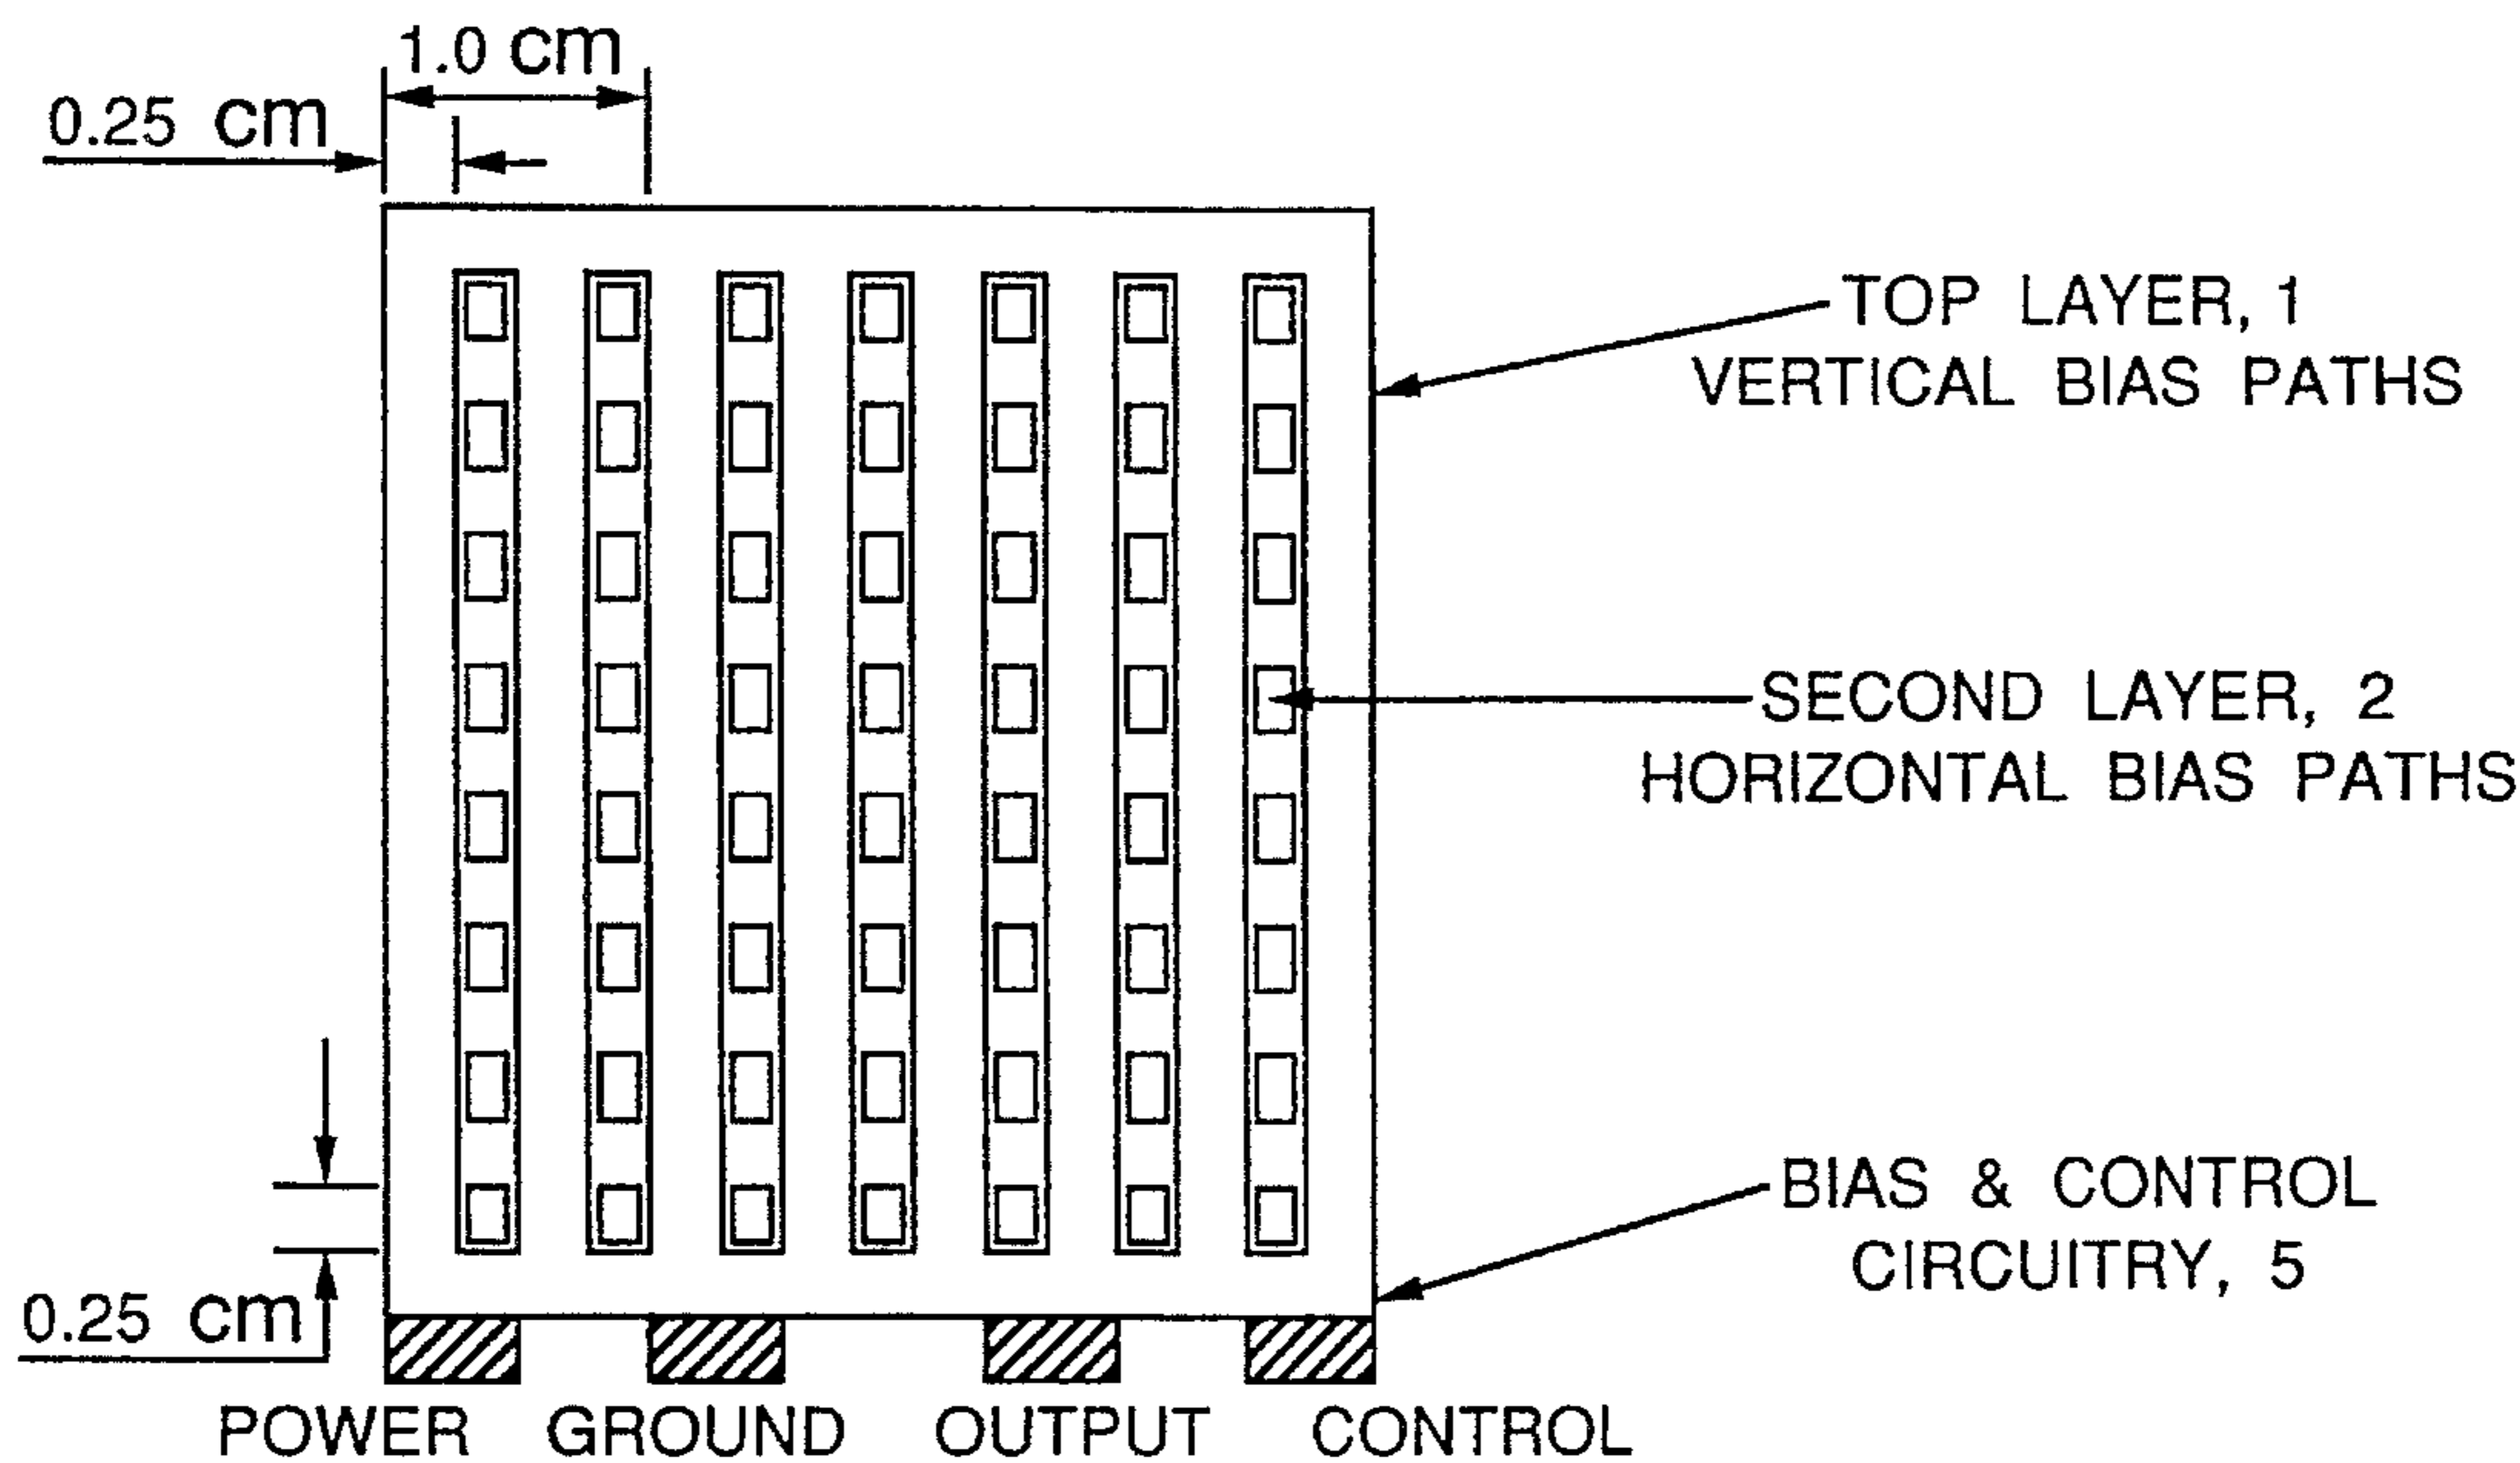 1.0 cm
0.25 cm
TOP LAYER, 1
VERTICAL BIAS PATHS
SECOND LAYER, 2
HORIZONTAL BIAS PATHS
BIAS & CONTROL
CIRCUITRY, 5
0.25 cm
POWER GROUND OUTPUT CONTROL